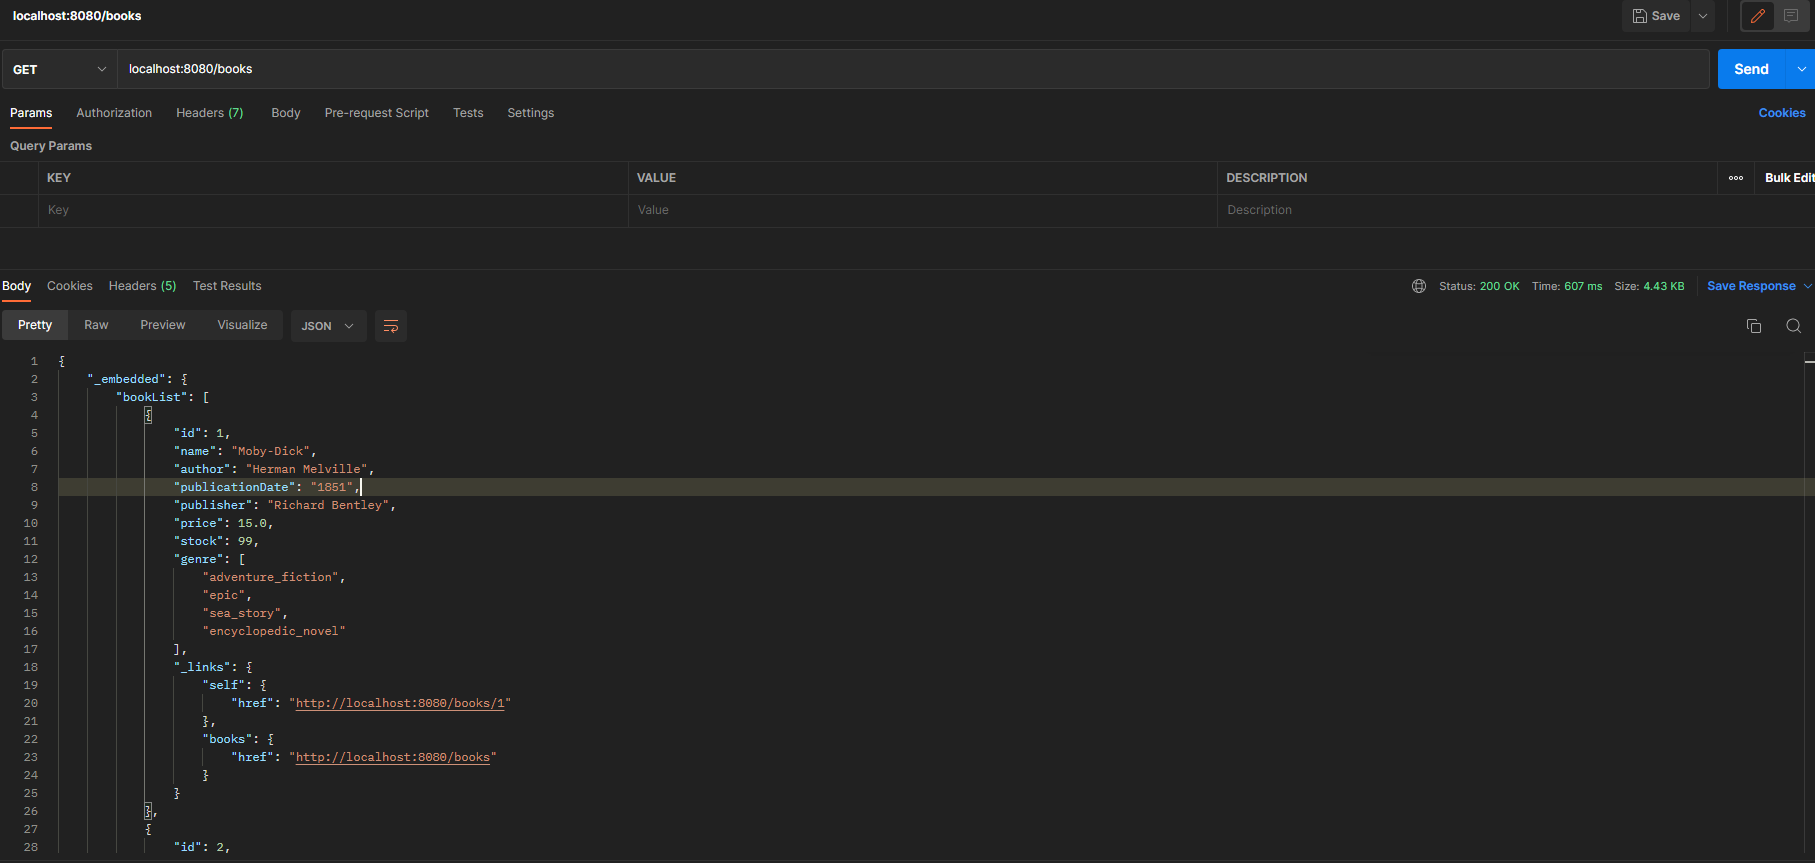 localhost:8080/books Save
GET localhost:8080/books Send
Params Authorization Headers (7) Body Pre-request Script Tests Settings Cookies
Query Params
KEY VALUE DESCRIPTION ooo Bulk Edit
Key Value Description
Body Cookies Headers (5) Test Results Status: 200 OK Time: 607 ms Size: 4.43 KB Save Response
Pretty Raw Preview Visualize JSON
1 {
2 "_embedded": {
3 "bookList": [
4 {
5 "id": 1,
6 "name": "Moby-Dick",
7 "author": "Herman Melville",
8 "publicationDate": "1851",
9 "publisher": "Richard Bentley",
10 "price": 15.0,
11 "stock": 99,
12 "genre": [
13 "adventure_fiction",
14 "epic",
15 "sea_story",
16 "encyclopedic_novel"
17 ],
18 "_links": {
19 "self": {
20 "href": "http://localhost:8080/books/1"
21 },
22 "books": {
23 "href": "http://localhost:8080/books"
24 }
25 }
26 },
27 {
28 "id": 2,